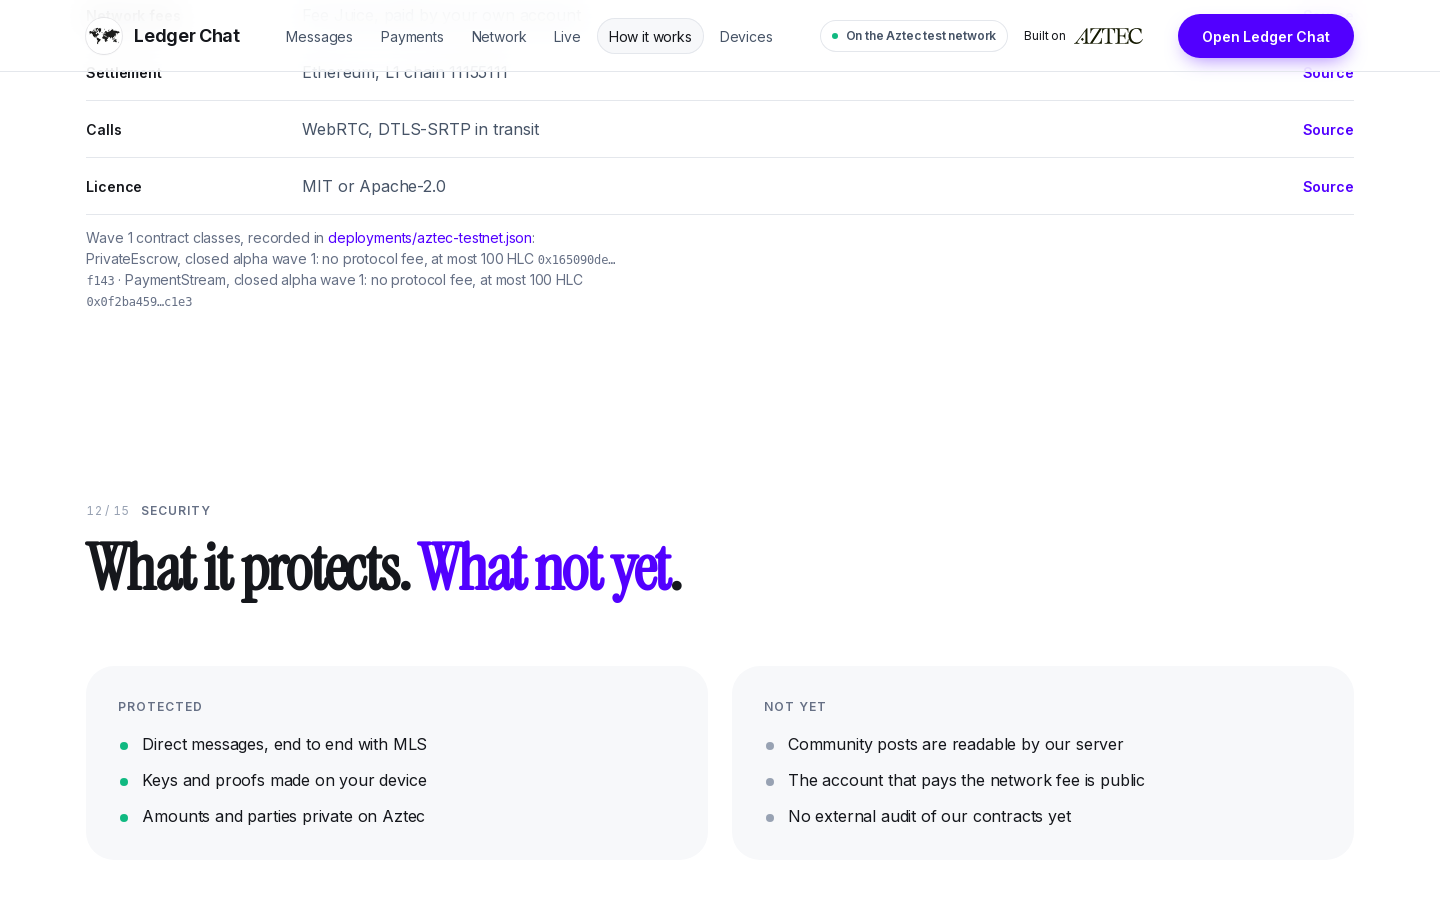 Ledger Chat
Messages
Payments
Network
Live
How it works
Devices
On the Aztec test network
Built on AZTEC
Open Ledger Chat
Settlement
Ethereum, L1 chain 11155111
Source
Calls
WebRTC, DTLS-SRTP in transit
Source
Licence
MIT or Apache-2.0
Source
Wave 1 contract classes, recorded in deployments/aztec-testnet.json:
PrivateEscrow, closed alpha wave 1: no protocol fee, at most 100 HLC 0x165090de…
f143 · PaymentStream, closed alpha wave 1: no protocol fee, at most 100 HLC
0x0f2ba459…c1e3
12 / 15 SECURITY
What it protects. What not yet.
PROTECTED
Direct messages, end to end with MLS
Keys and proofs made on your device
Amounts and parties private on Aztec
NOT YET
Community posts are readable by our server
The account that pays the network fee is public
No external audit of our contracts yet